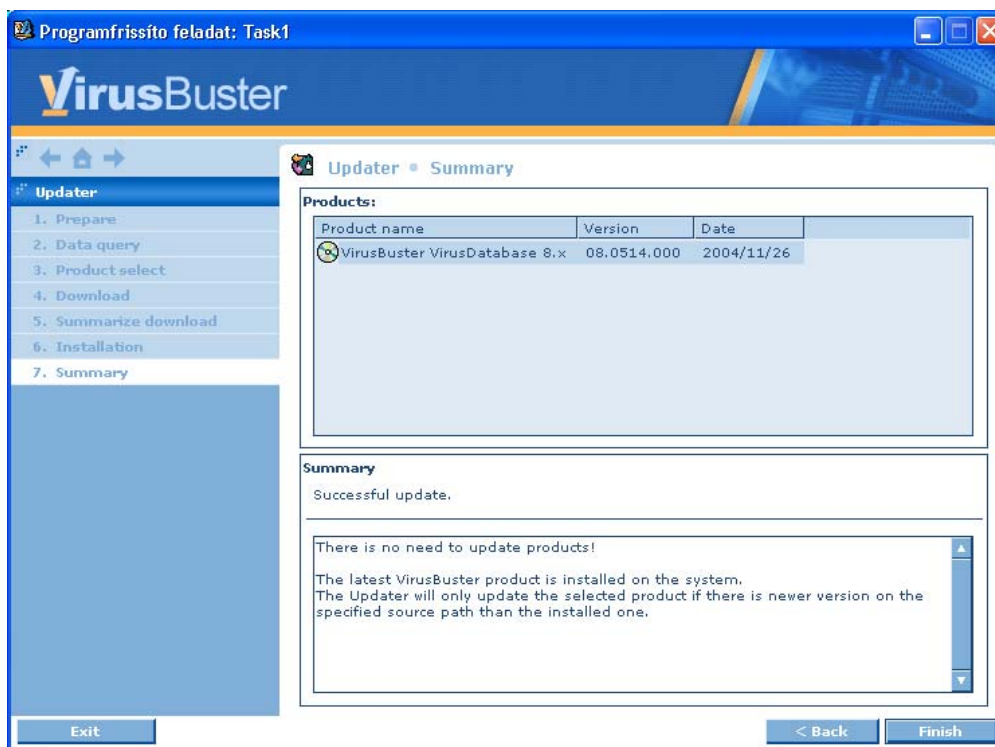 Programfrissíto feladat: Task1
VirusBuster
Updater
1. Prepare
2. Data query
3. Product select
4. Download
5. Summarize download
6. Installation
7. Summary
Updater • Summary
Products:
Product name Version Date
VirusBuster VirusDatabase 8.x 08.0514.000 2004/11/26
Summary
Successful update.
There is no need to update products!
The latest VirusBuster product is installed on the system.
The Updater will only update the selected product if there is newer version on the
specified source path than the installed one.
Exit
< Back
Finish